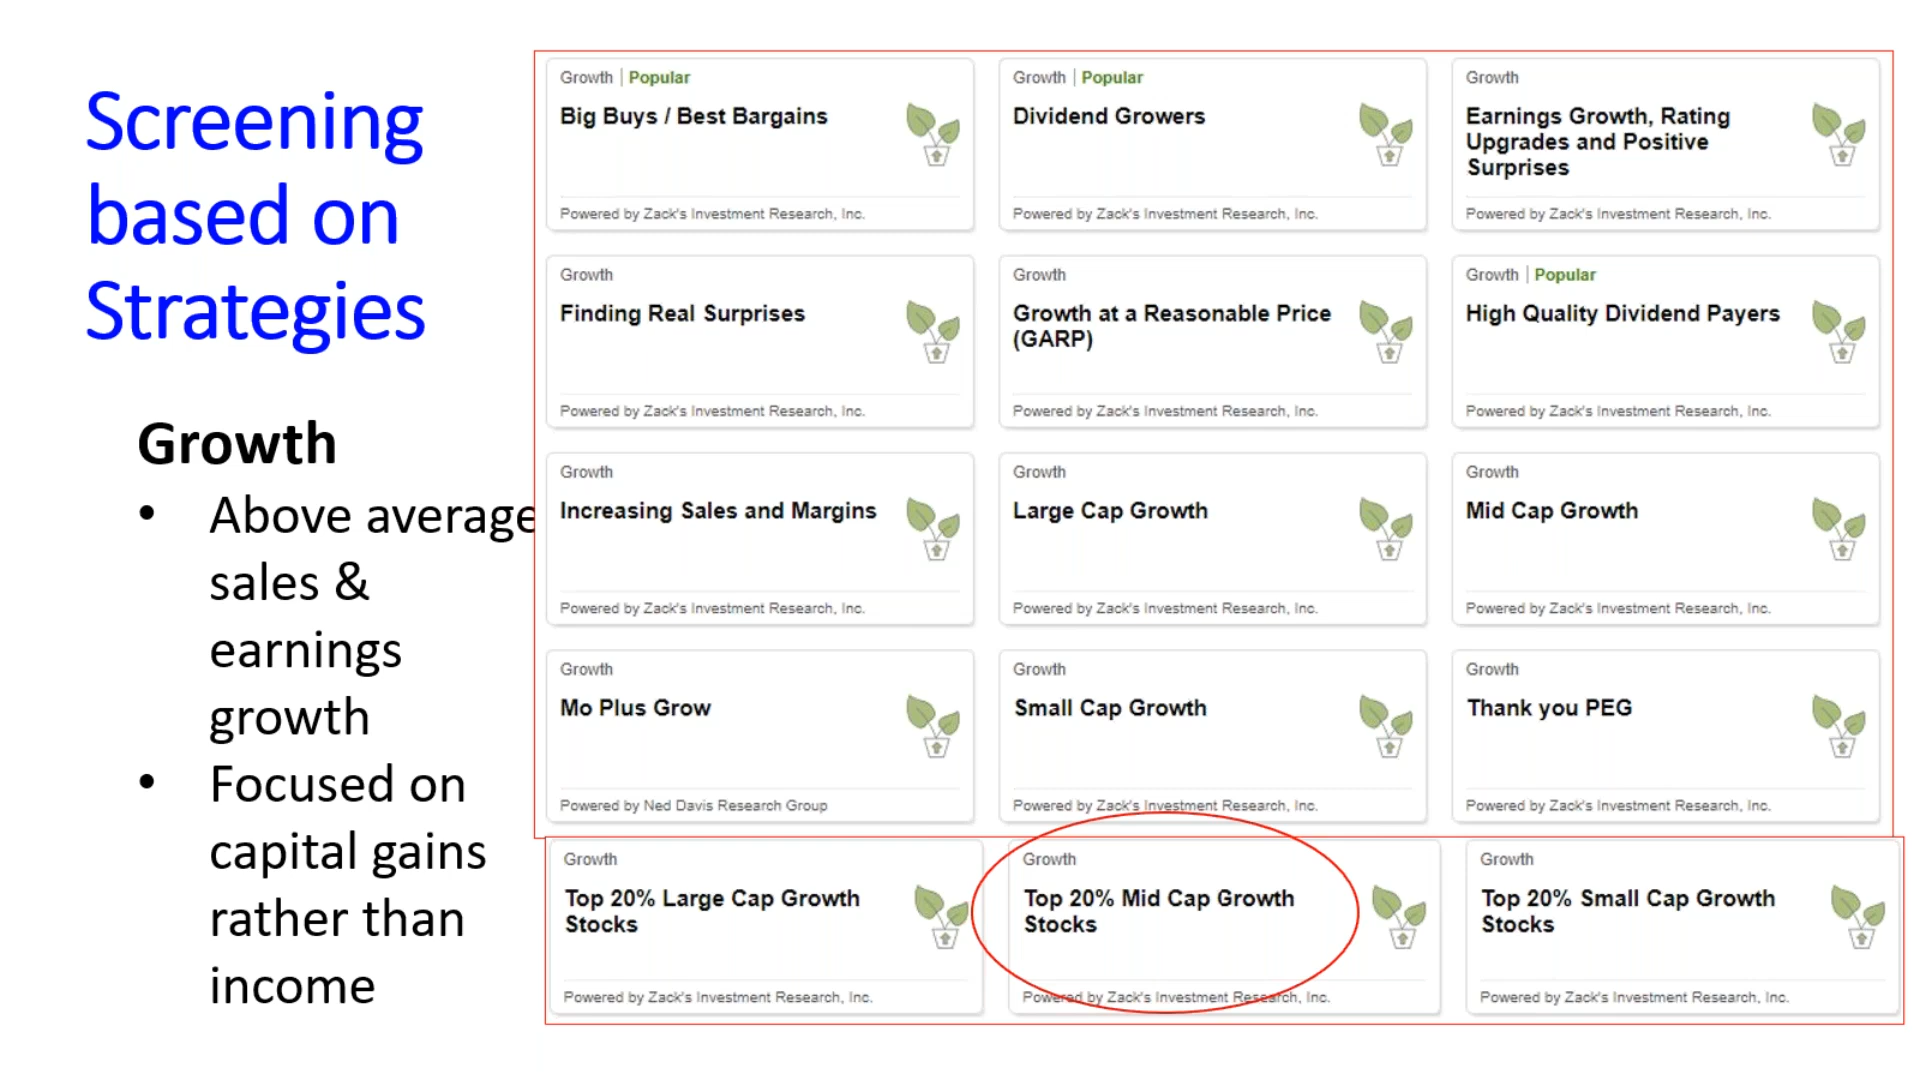 Screening
based on
Strategies
Growth
• Above average
sales &
earnings
growth
• Focused on
capital gains
rather than
income
Growth | Popular
Big Buys / Best Bargains
Powered by Zack's Investment Research, Inc.
Growth | Popular
Dividend Growers
Powered by Zack's Investment Research, Inc.
Growth
Earnings Growth, Rating
Upgrades and Positive
Surprises
Powered by Zack's Investment Research, Inc.
Growth
Finding Real Surprises
Powered by Zack's Investment Research, Inc.
Growth
Growth at a Reasonable Price
(GARP)
Powered by Zack's Investment Research, Inc.
Growth | Popular
High Quality Dividend Payers
Powered by Zack's Investment Research, Inc.
Growth
Increasing Sales and Margins
Powered by Zack's Investment Research, Inc.
Growth
Large Cap Growth
Powered by Zack's Investment Research, Inc.
Growth
Mid Cap Growth
Powered by Zack's Investment Research, Inc.
Growth
Mo Plus Grow
Powered by Ned Davis Research Group
Growth
Small Cap Growth
Powered by Zack's Investment Research, Inc.
Growth
Thank you PEG
Powered by Zack's Investment Research, Inc.
Growth
Top 20% Large Cap Growth
Stocks
Powered by Zack's Investment Research, Inc.
Growth
Top 20% Mid Cap Growth
Stocks
Powered by Zack's Investment Research, Inc.
Growth
Top 20% Small Cap Growth
Stocks
Powered by Zack's Investment Research, Inc.